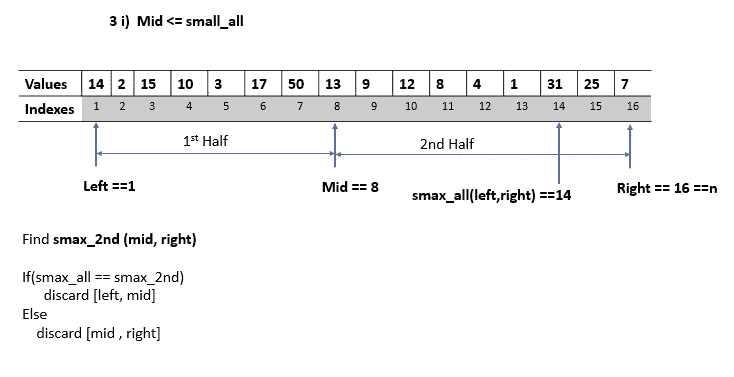 3 i) Mid <= small_all
Values 14 2 15 10 3 17 50 13 9 12 8 4 1 31 25 7
Indexes 1 2 3 4 5 6 7 8 9 10 11 12 13 14 15 16
1st Half 2nd Half
Left ==1 Mid == 8 smax_all(left,right) ==14 Right == 16 ==n
Find smax_2nd (mid, right)
If(smax_all == smax_2nd)
discard [left, mid]
Else
discard [mid , right]